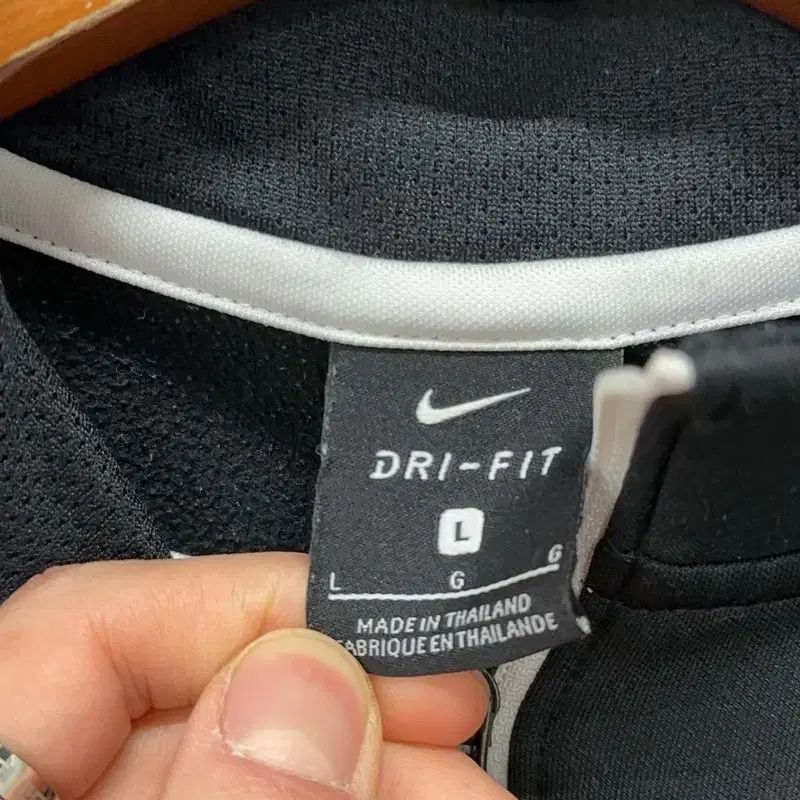 DRI-FIT
L
L G G
MADE IN THAILAND
FABRIQUE EN THAILANDE